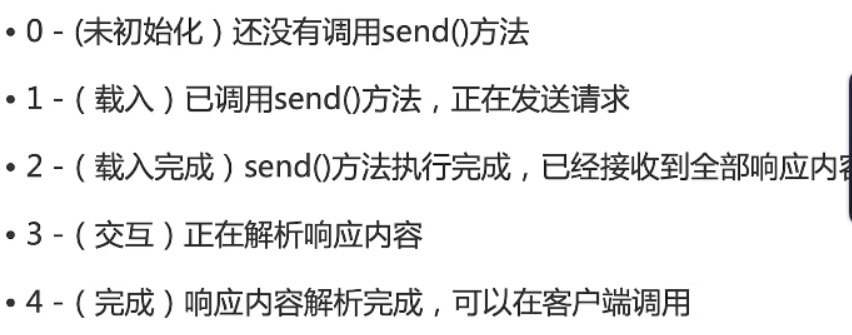 • 0 - (未初始化）还没有调用send()方法
• 1 -（ 载入 ）已调用send()方法，正在发送请求
• 2 -（ 载入完成 ）send()方法执行完成，已经接收到全部响应内
• 3 -（ 交互 ）正在解析响应内容
• 4 -（ 完成 ）响应内容解析完成，可以在客户端调用